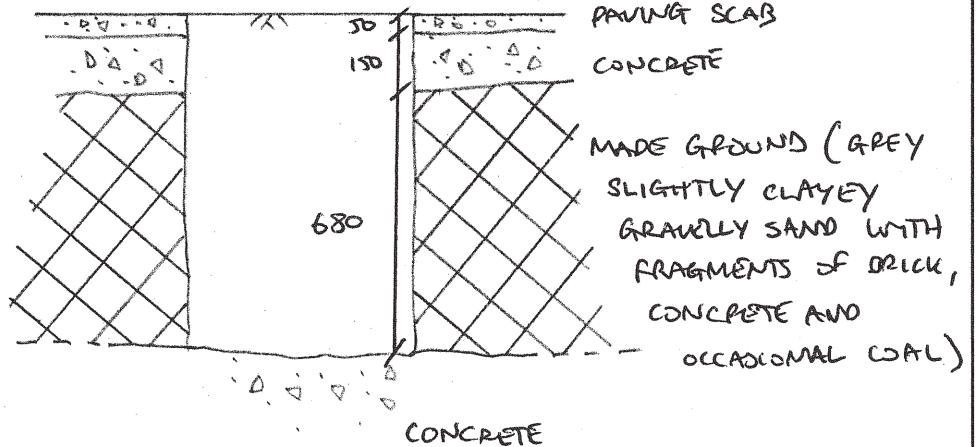 50
PAVING SLAB
150
CONCRETE
MADE GROUND (GREY
SLIGHTLY CLAYEY
680
GRAVELLY SAND WITH
FRAGMENTS OF BRICK,
CONCRETE AND
OCCASIONAL COAL)
CONCRETE